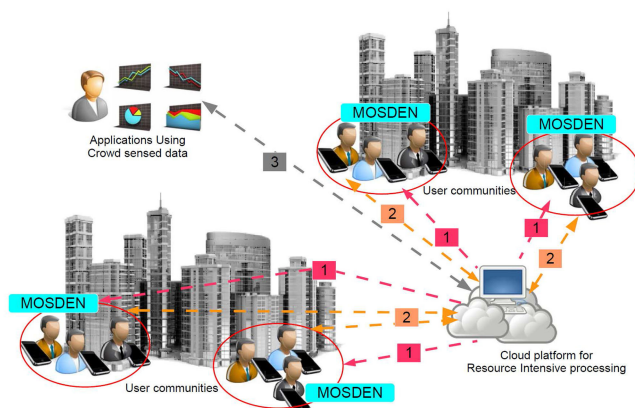 MOSDEN
MOSDEN
Applications Using
Crowd sensed data
3
User communities
2
1
1
2
1
MOSDEN
2
1
Cloud platform for
Resource Intensive processing
User communities
MOSDEN